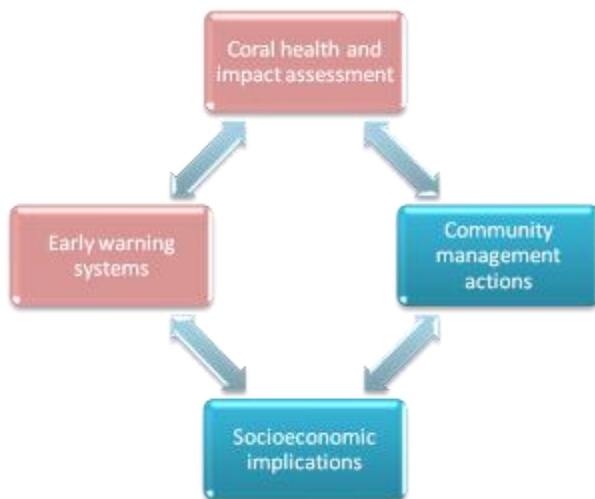 Coral health and
impact assessment
Early warning
systems
Community
management
actions
Socioeconomic
implications